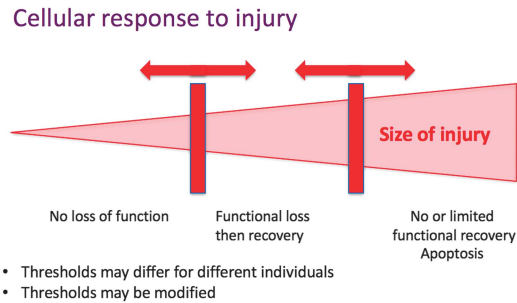 Cellular response to injury
Size of injury
No loss of function
Functional loss
then recovery
No or limited
functional recovery
Apoptosis
• Thresholds may differ for different individuals
• Thresholds may be modified